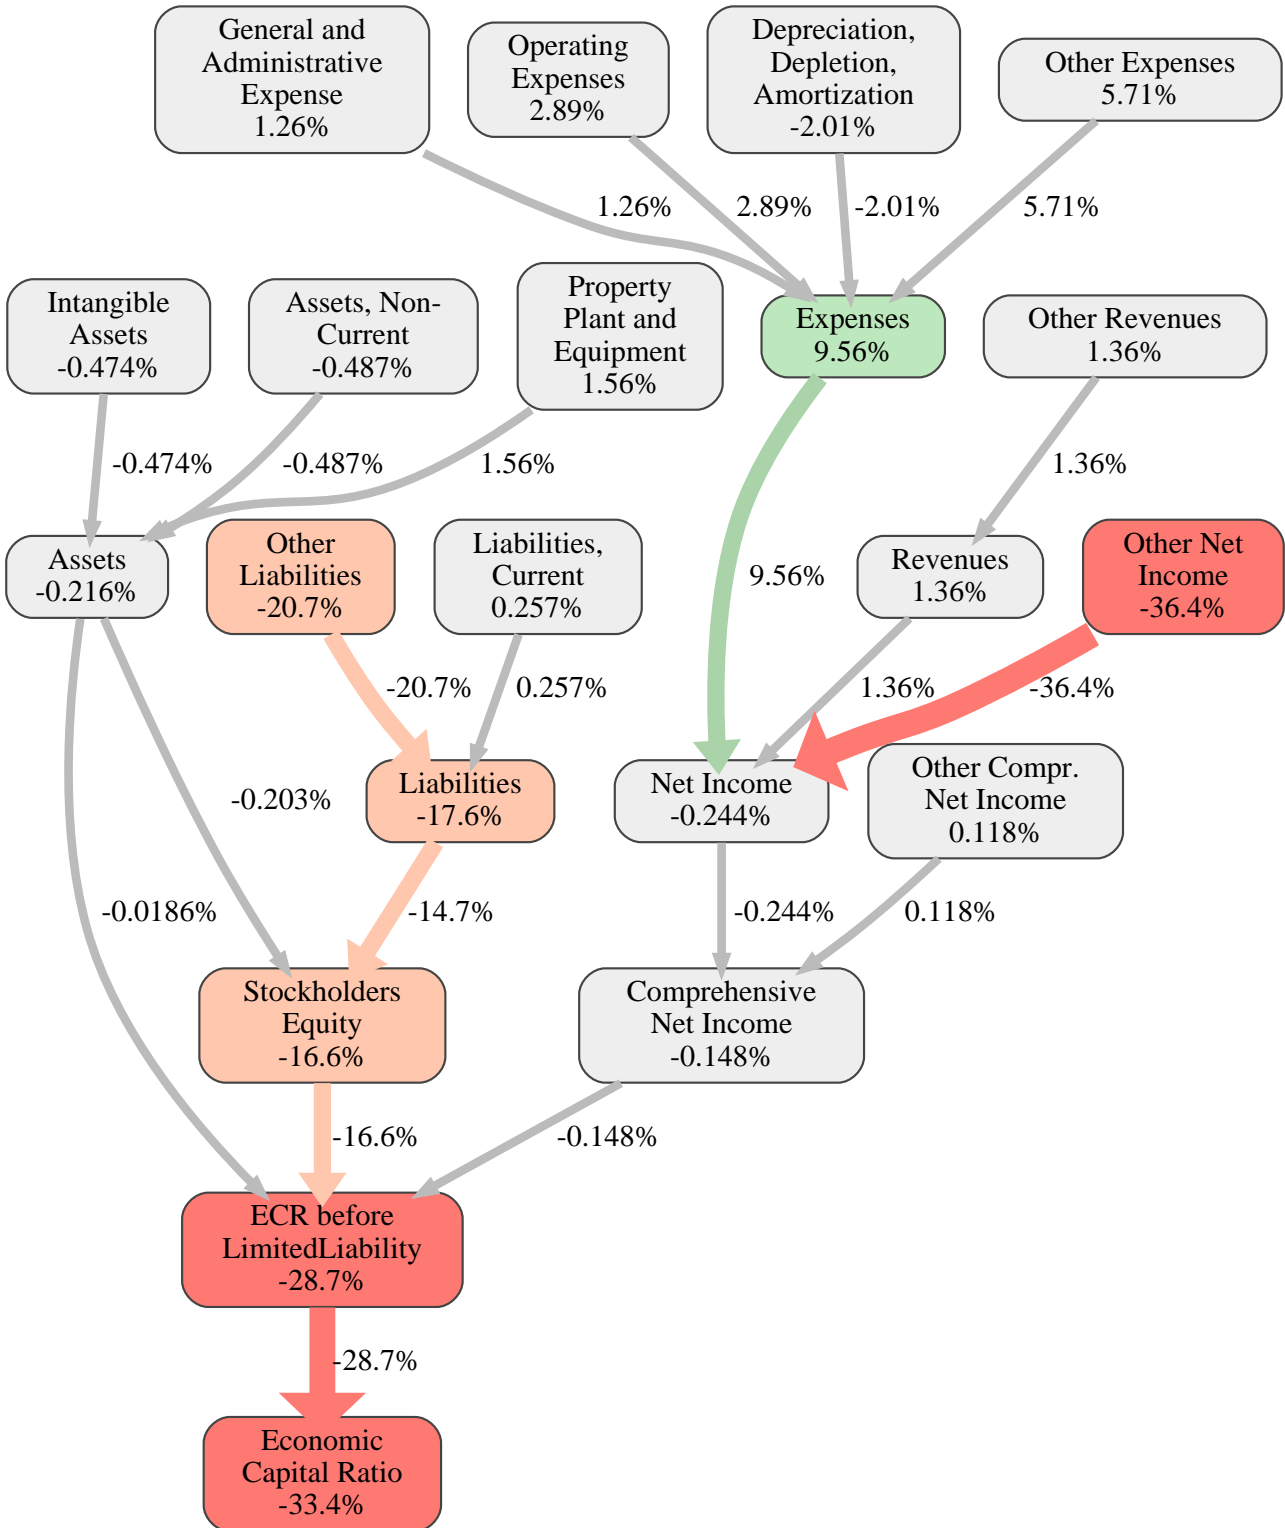 General and
Administrative
Expense
1.26%
Operating
Expenses
2.89%
Depreciation,
Depletion,
Amortization
-2.01%
Other Expenses
5.71%
1.26%
2.89%
-2.01%
5.71%
Intangible
Assets
-0.474%
Assets, Non-
Current
-0.487%
Property
Plant and
Equipment
1.56%
Expenses
9.56%
Other Revenues
1.36%
-0.474%
-0.487%
1.56%
9.56%
1.36%
Assets
-0.216%
Other
Liabilities
-20.7%
Liabilities,
Current
0.257%
Revenues
1.36%
Other Net
Income
-36.4%
-20.7%
0.257%
1.36%
-36.4%
-0.203%
Liabilities
-17.6%
Net Income
-0.244%
Other Compr.
Net Income
0.118%
-0.0186%
-14.7%
-0.244%
0.118%
Stockholders
Equity
-16.6%
Comprehensive
Net Income
-0.148%
-16.6%
-0.148%
ECR before
LimitedLiability
-28.7%
-28.7%
Economic
Capital Ratio
-33.4%